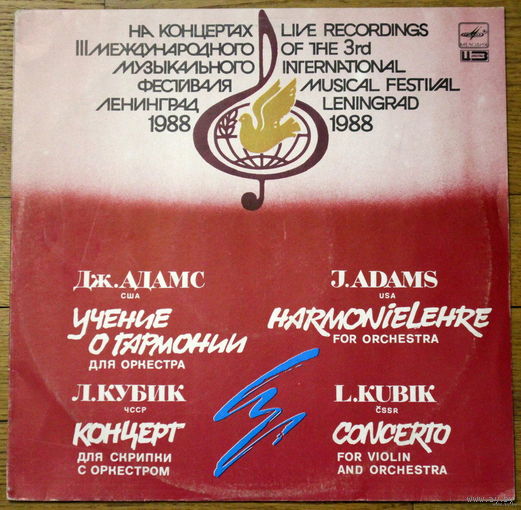 НА КОНЦЕРТАХ
III МЕЖДУНАРОДНОГО
МУЗЫКАЛЬНОГО
ФЕСТИВАЛЯ
ЛЕНИНГРАД
1988
LIVE RECORDINGS
OF THE 3rd
INTERNATIONAL
MUSICAL FESTIVAL
LENINGRAD
1988
Дж.АДАМС
США
УЧЕНИЕ
О ГАРМОНИИ
ДЛЯ ОРКЕСТРА
J.ADAMS
USA
HARMONIELEHRE
FOR ORCHESTRA
Л.КУБИК
ЧССР
КОНЦЕРТ
ДЛЯ СКРИПКИ
С ОРКЕСТРОМ
L.KUBIK
ČSSR
CONCERTO
FOR VIOLIN
AND ORCHESTRA